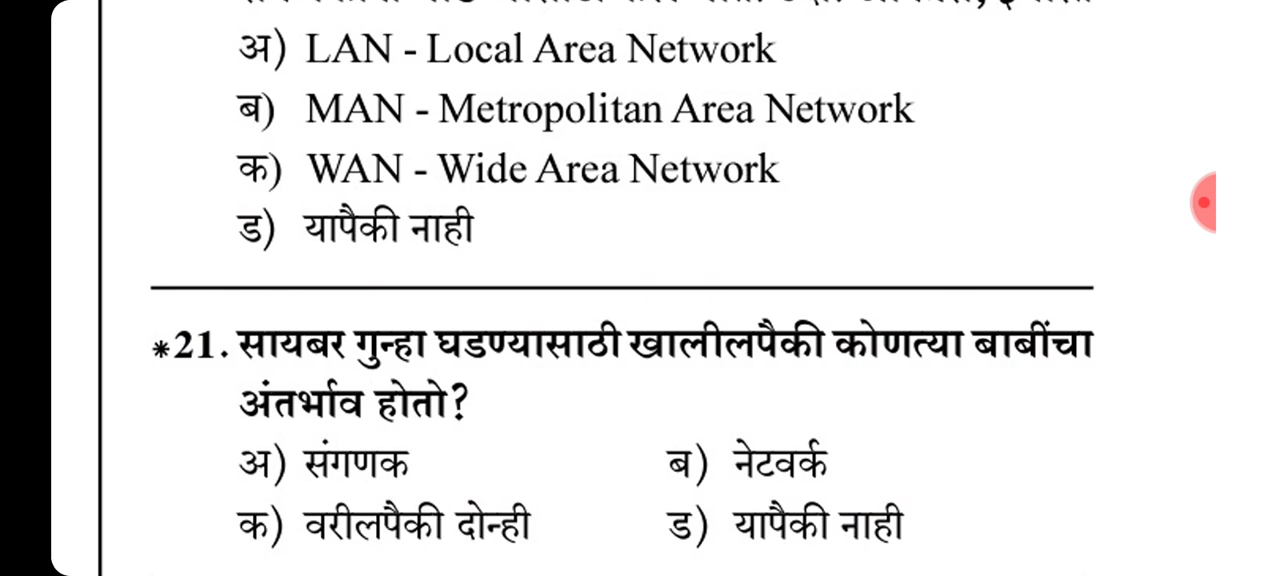 अ) LAN - Local Area Network
ब) MAN - Metropolitan Area Network
क) WAN - Wide Area Network
ड) यापैकी नाही
*21. सायबर गुन्हा घडण्यासाठी खालीलपैकी कोणत्या बाबींचा
अंतर्भाव होतो?
अ) संगणक ब) नेटवर्क
क) वरीलपैकी दोन्ही ड) यापैकी नाही